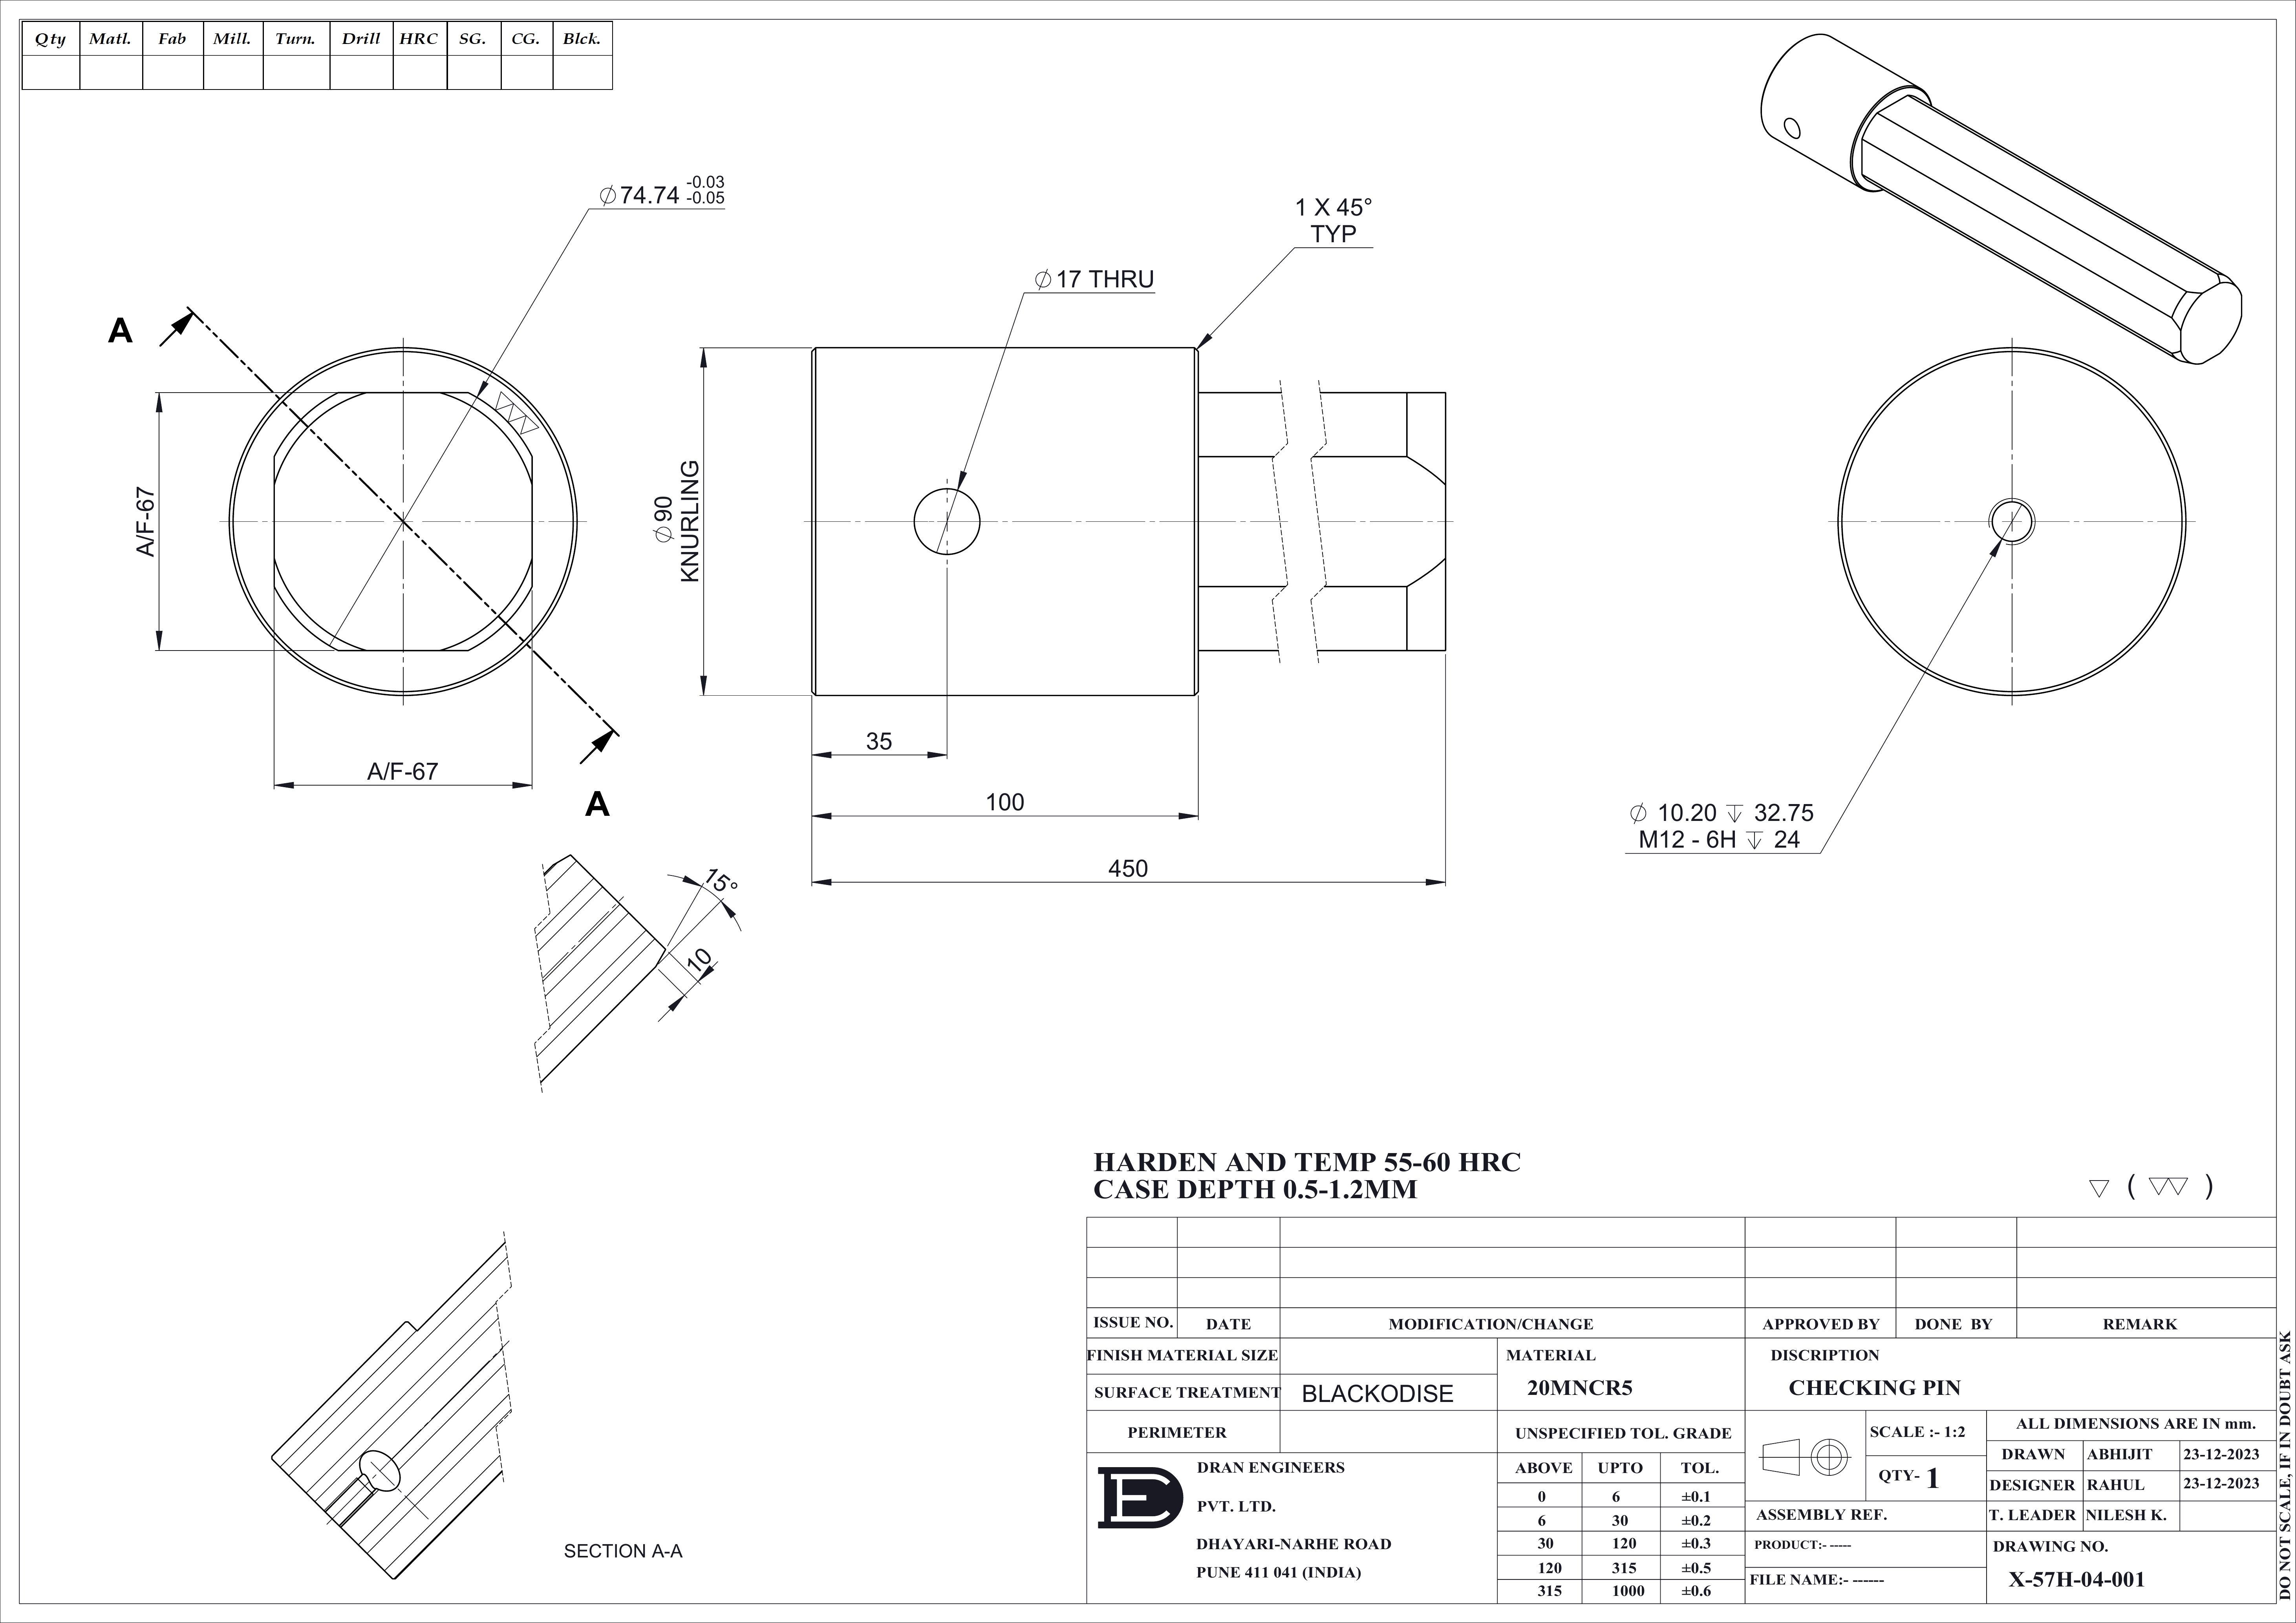 Qty Matl. Fab Mill. Turn. Drill HRC SG. CG. Blck.
⌀74.74 -0.03 -0.05
1 X 45°
TYP
⌀17 THRU
A
A/F-67
⌀90
KNURLING
35
A/F-67
100
A
⌀ 10.20 ↧ 32.75
M12 - 6H ↧ 24
450
15°
10
HARDEN AND TEMP 55-60 HRC
CASE DEPTH 0.5-1.2MM
▽ ( ▽▽ )
ISSUE NO. DATE MODIFICATION/CHANGE APPROVED BY DONE BY REMARK
FINISH MATERIAL SIZE
MATERIAL
20MNCR5
DISCRIPTION
CHECKING PIN
SURFACE TREATMENT BLACKODISE
PERIMETER
UNSPECIFIED TOL. GRADE
ABOVE UPTO TOL.
0 6 ±0.1
6 30 ±0.2
30 120 ±0.3
120 315 ±0.5
315 1000 ±0.6
SCALE :- 1:2
QTY- 1
ALL DIMENSIONS ARE IN mm.
DRAWN ABHIJIT 23-12-2023
DESIGNER RAHUL 23-12-2023
T. LEADER NILESH K.
ASSEMBLY REF.
PRODUCT:- -----
FILE NAME:- ------
DRAWING NO.
X-57H-04-001
DE
DRAN ENGINEERS
PVT. LTD.
DHAYARI-NARHE ROAD
PUNE 411 041 (INDIA)
SECTION A-A
DO NOT SCALE, IF IN DOUBT ASK